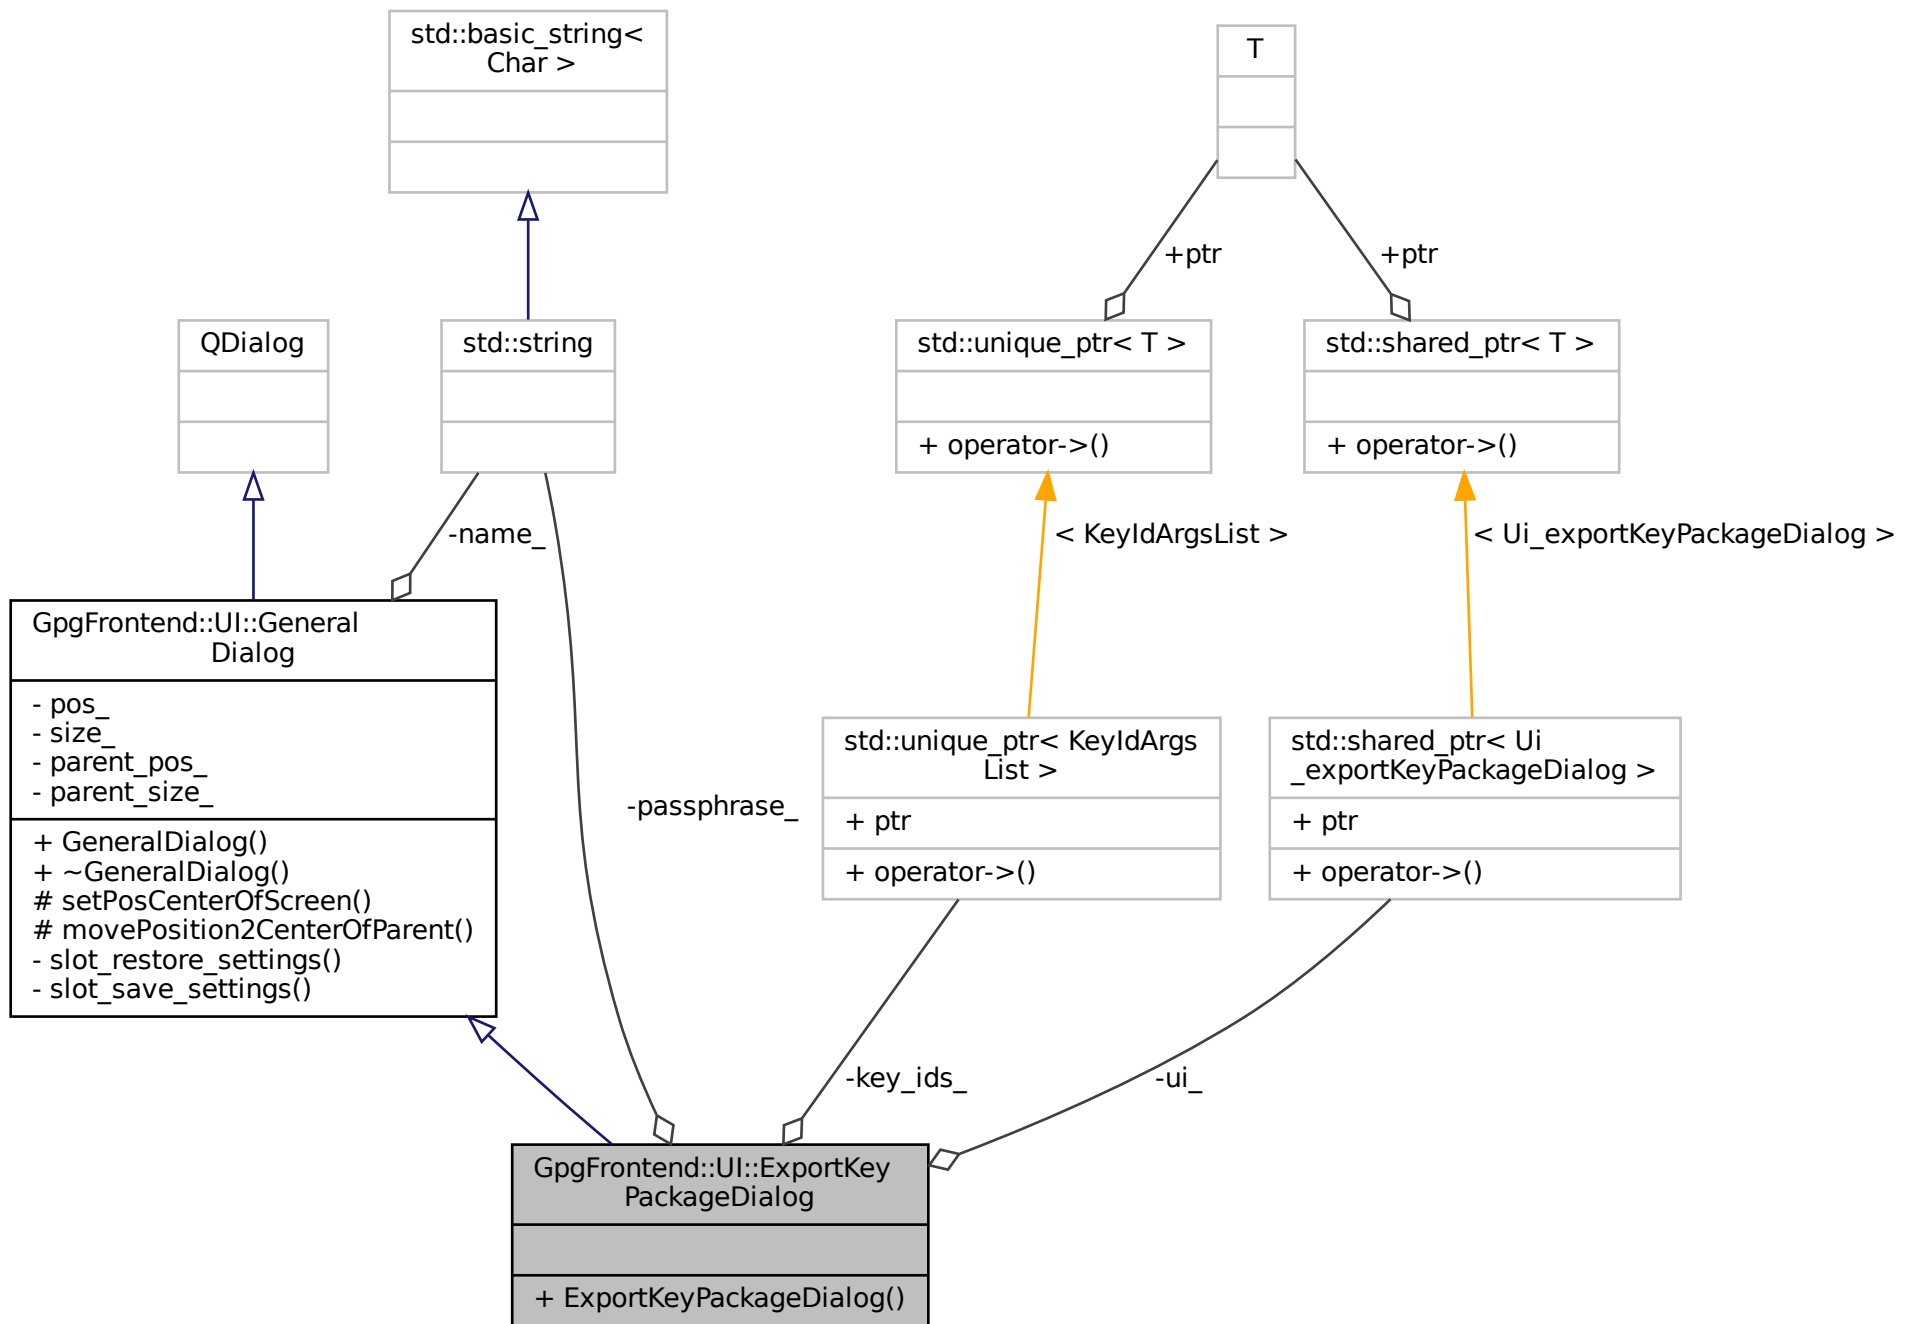 std::basic_string<
Char >
T
+ptr
+ptr
QDialog
std::string
std::unique_ptr< T >
+ operator->()
std::shared_ptr< T >
+ operator->()
-name_
< KeyIdArgsList >
< Ui_exportKeyPackageDialog >
GpgFrontend::UI::General
Dialog
- pos_
- size_
- parent_pos_
- parent_size_
+ GeneralDialog()
+ ~GeneralDialog()
# setPosCenterOfScreen()
# movePosition2CenterOfParent()
- slot_restore_settings()
- slot_save_settings()
-passphrase_
std::unique_ptr< KeyIdArgs
List >
+ ptr
+ operator->()
std::shared_ptr< Ui
_exportKeyPackageDialog >
+ ptr
+ operator->()
-key_ids_
-ui_
GpgFrontend::UI::ExportKey
PackageDialog
+ ExportKeyPackageDialog()